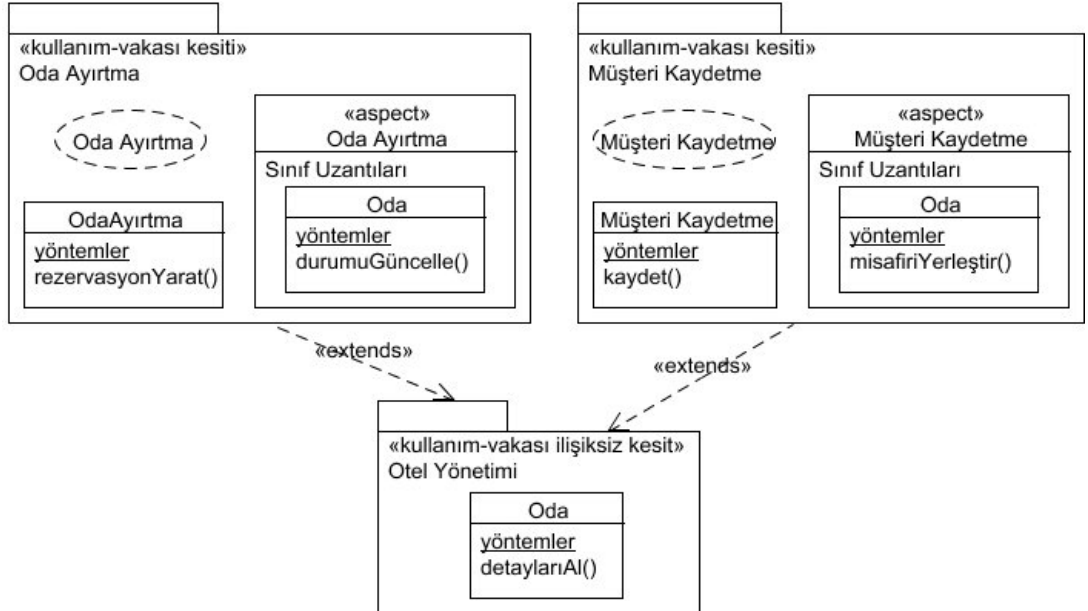 «kullanım-vakası kesiti»
Oda Ayırtma
Oda Ayırtma
«aspect»
Oda Ayırtma
Sınıf Uzantıları
Oda
yöntemler
durumuGüncelle()
OdaAyırtma
yöntemler
rezervasyonYarat()
«kullanım-vakası kesiti»
Müşteri Kaydetme
Müşteri Kaydetme
«aspect»
Müşteri Kaydetme
Sınıf Uzantıları
Oda
yöntemler
misafiriYerleştir()
Müşteri Kaydetme
yöntemler
kaydet()
«extends»
«extends»
«kullanım-vakası ilişiksiz kesit»
Otel Yönetimi
Oda
yöntemler
detaylarıAl()